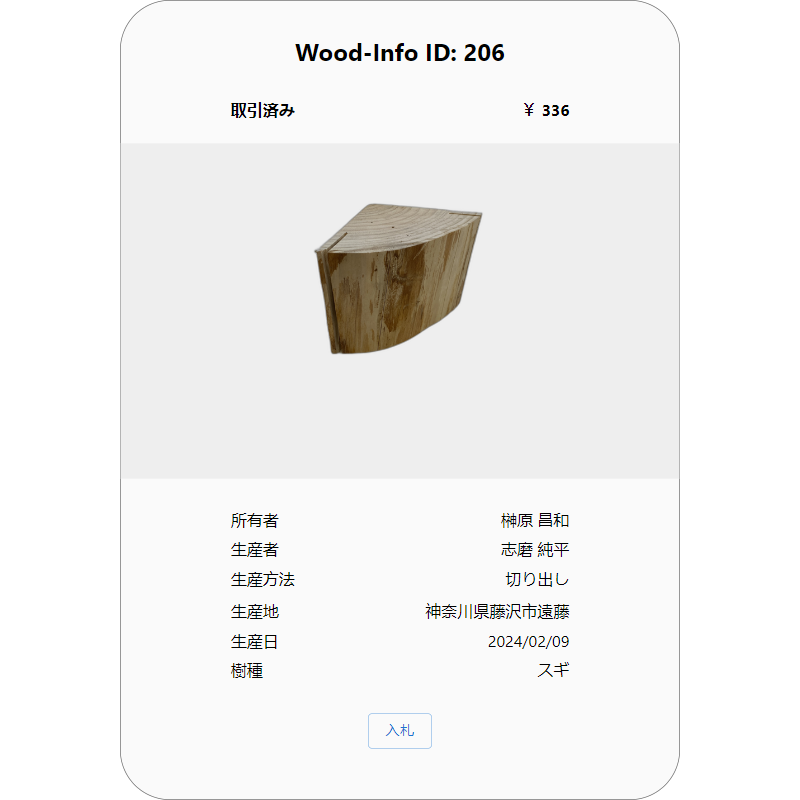 Wood-Info ID: 206
取引済み ¥ 336
所有者 榊原 昌和
生産者 志磨 純平
生産方法 切り出し
生産地 神奈川県藤沢市遠藤
生産日 2024/02/09
樹種 スギ
入札